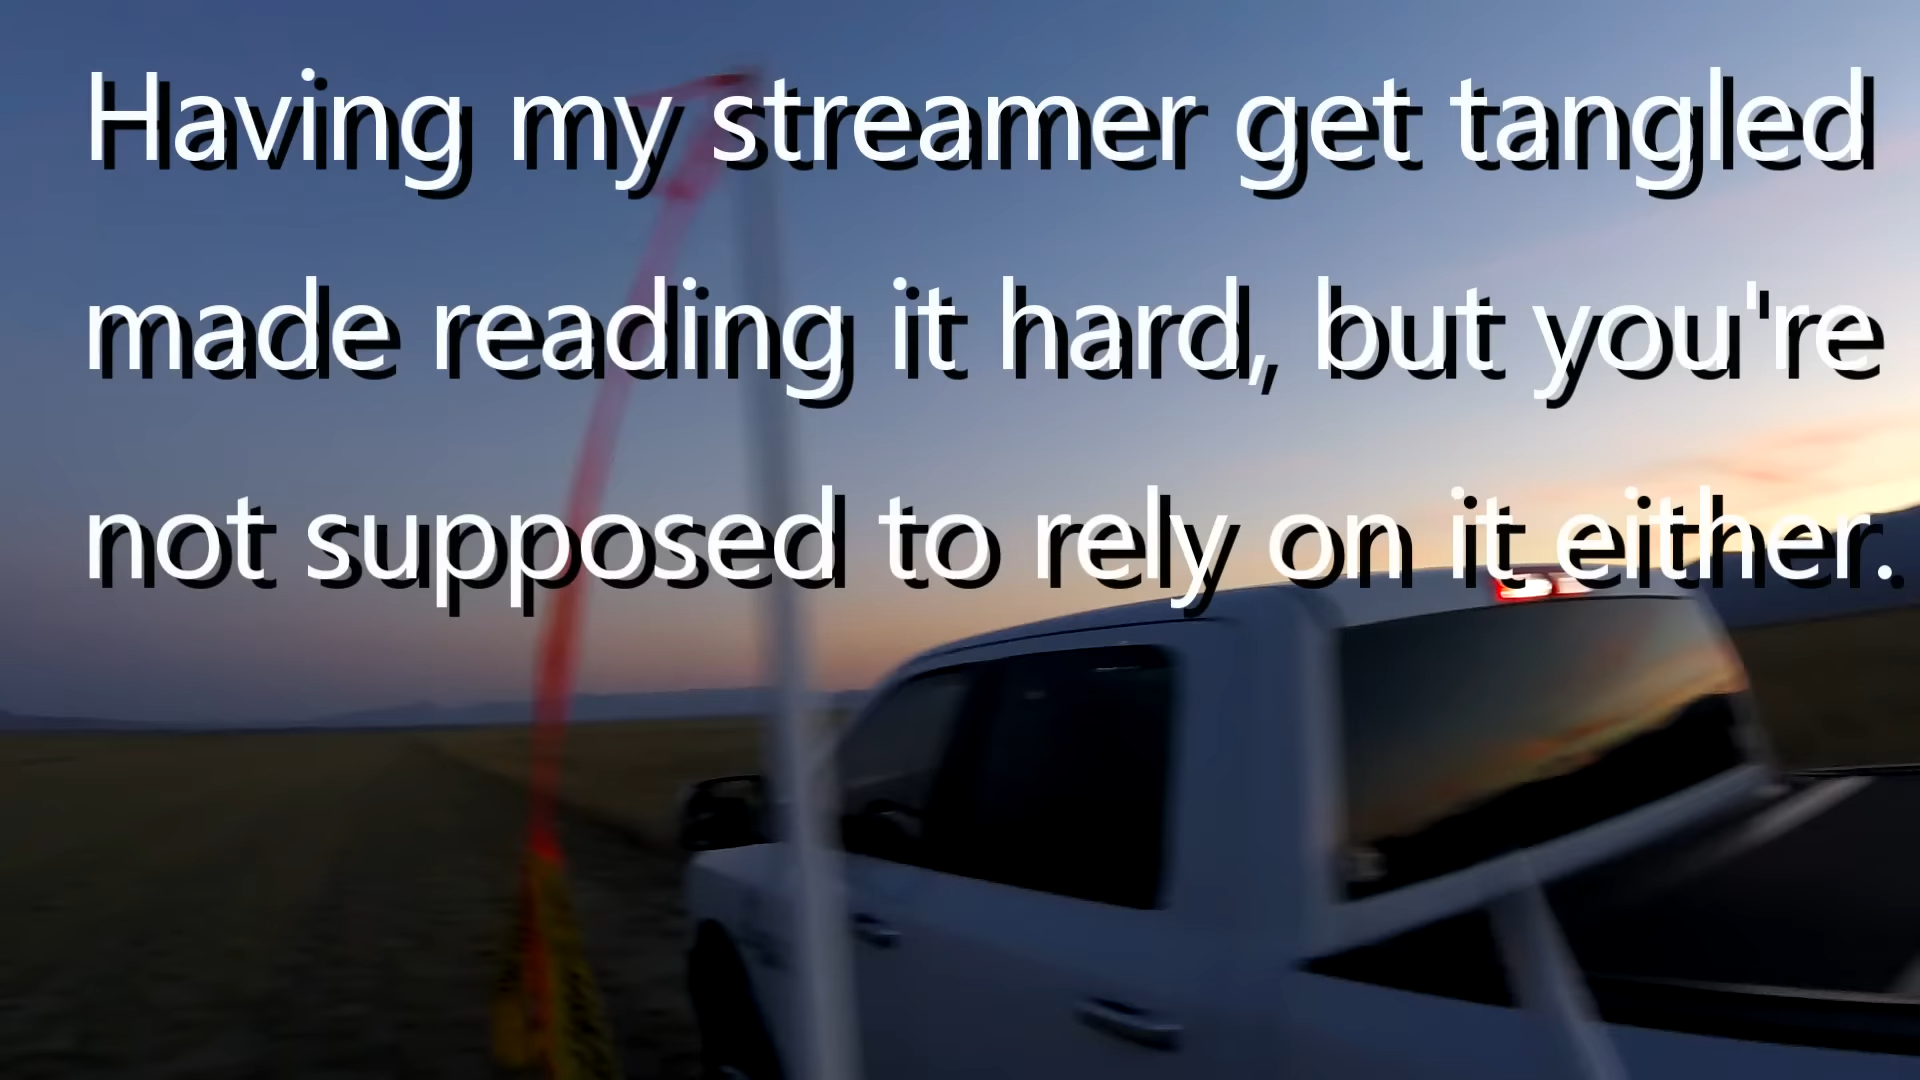 Having my streamer get tangled
made reading it hard, but you're
not supposed to rely on it either.